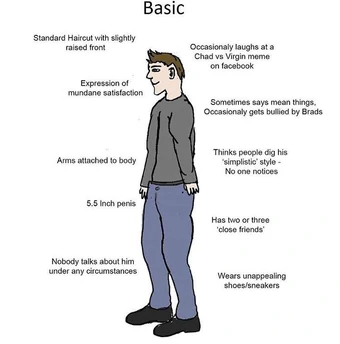 Basic
Standard Haircut with slightly
raised front
Occasionaly laughs at a
Chad vs Virgin meme
on facebook
Expression of
mundane satisfaction
Sometimes says mean things,
Occasionaly gets bullied by Brads
Arms attached to body
Thinks people dig his
'simplistic' style -
No one notices
5.5 Inch penis
Has two or three
'close friends'
Nobody talks about him
under any circumstances
Wears unappealing
shoes/sneakers